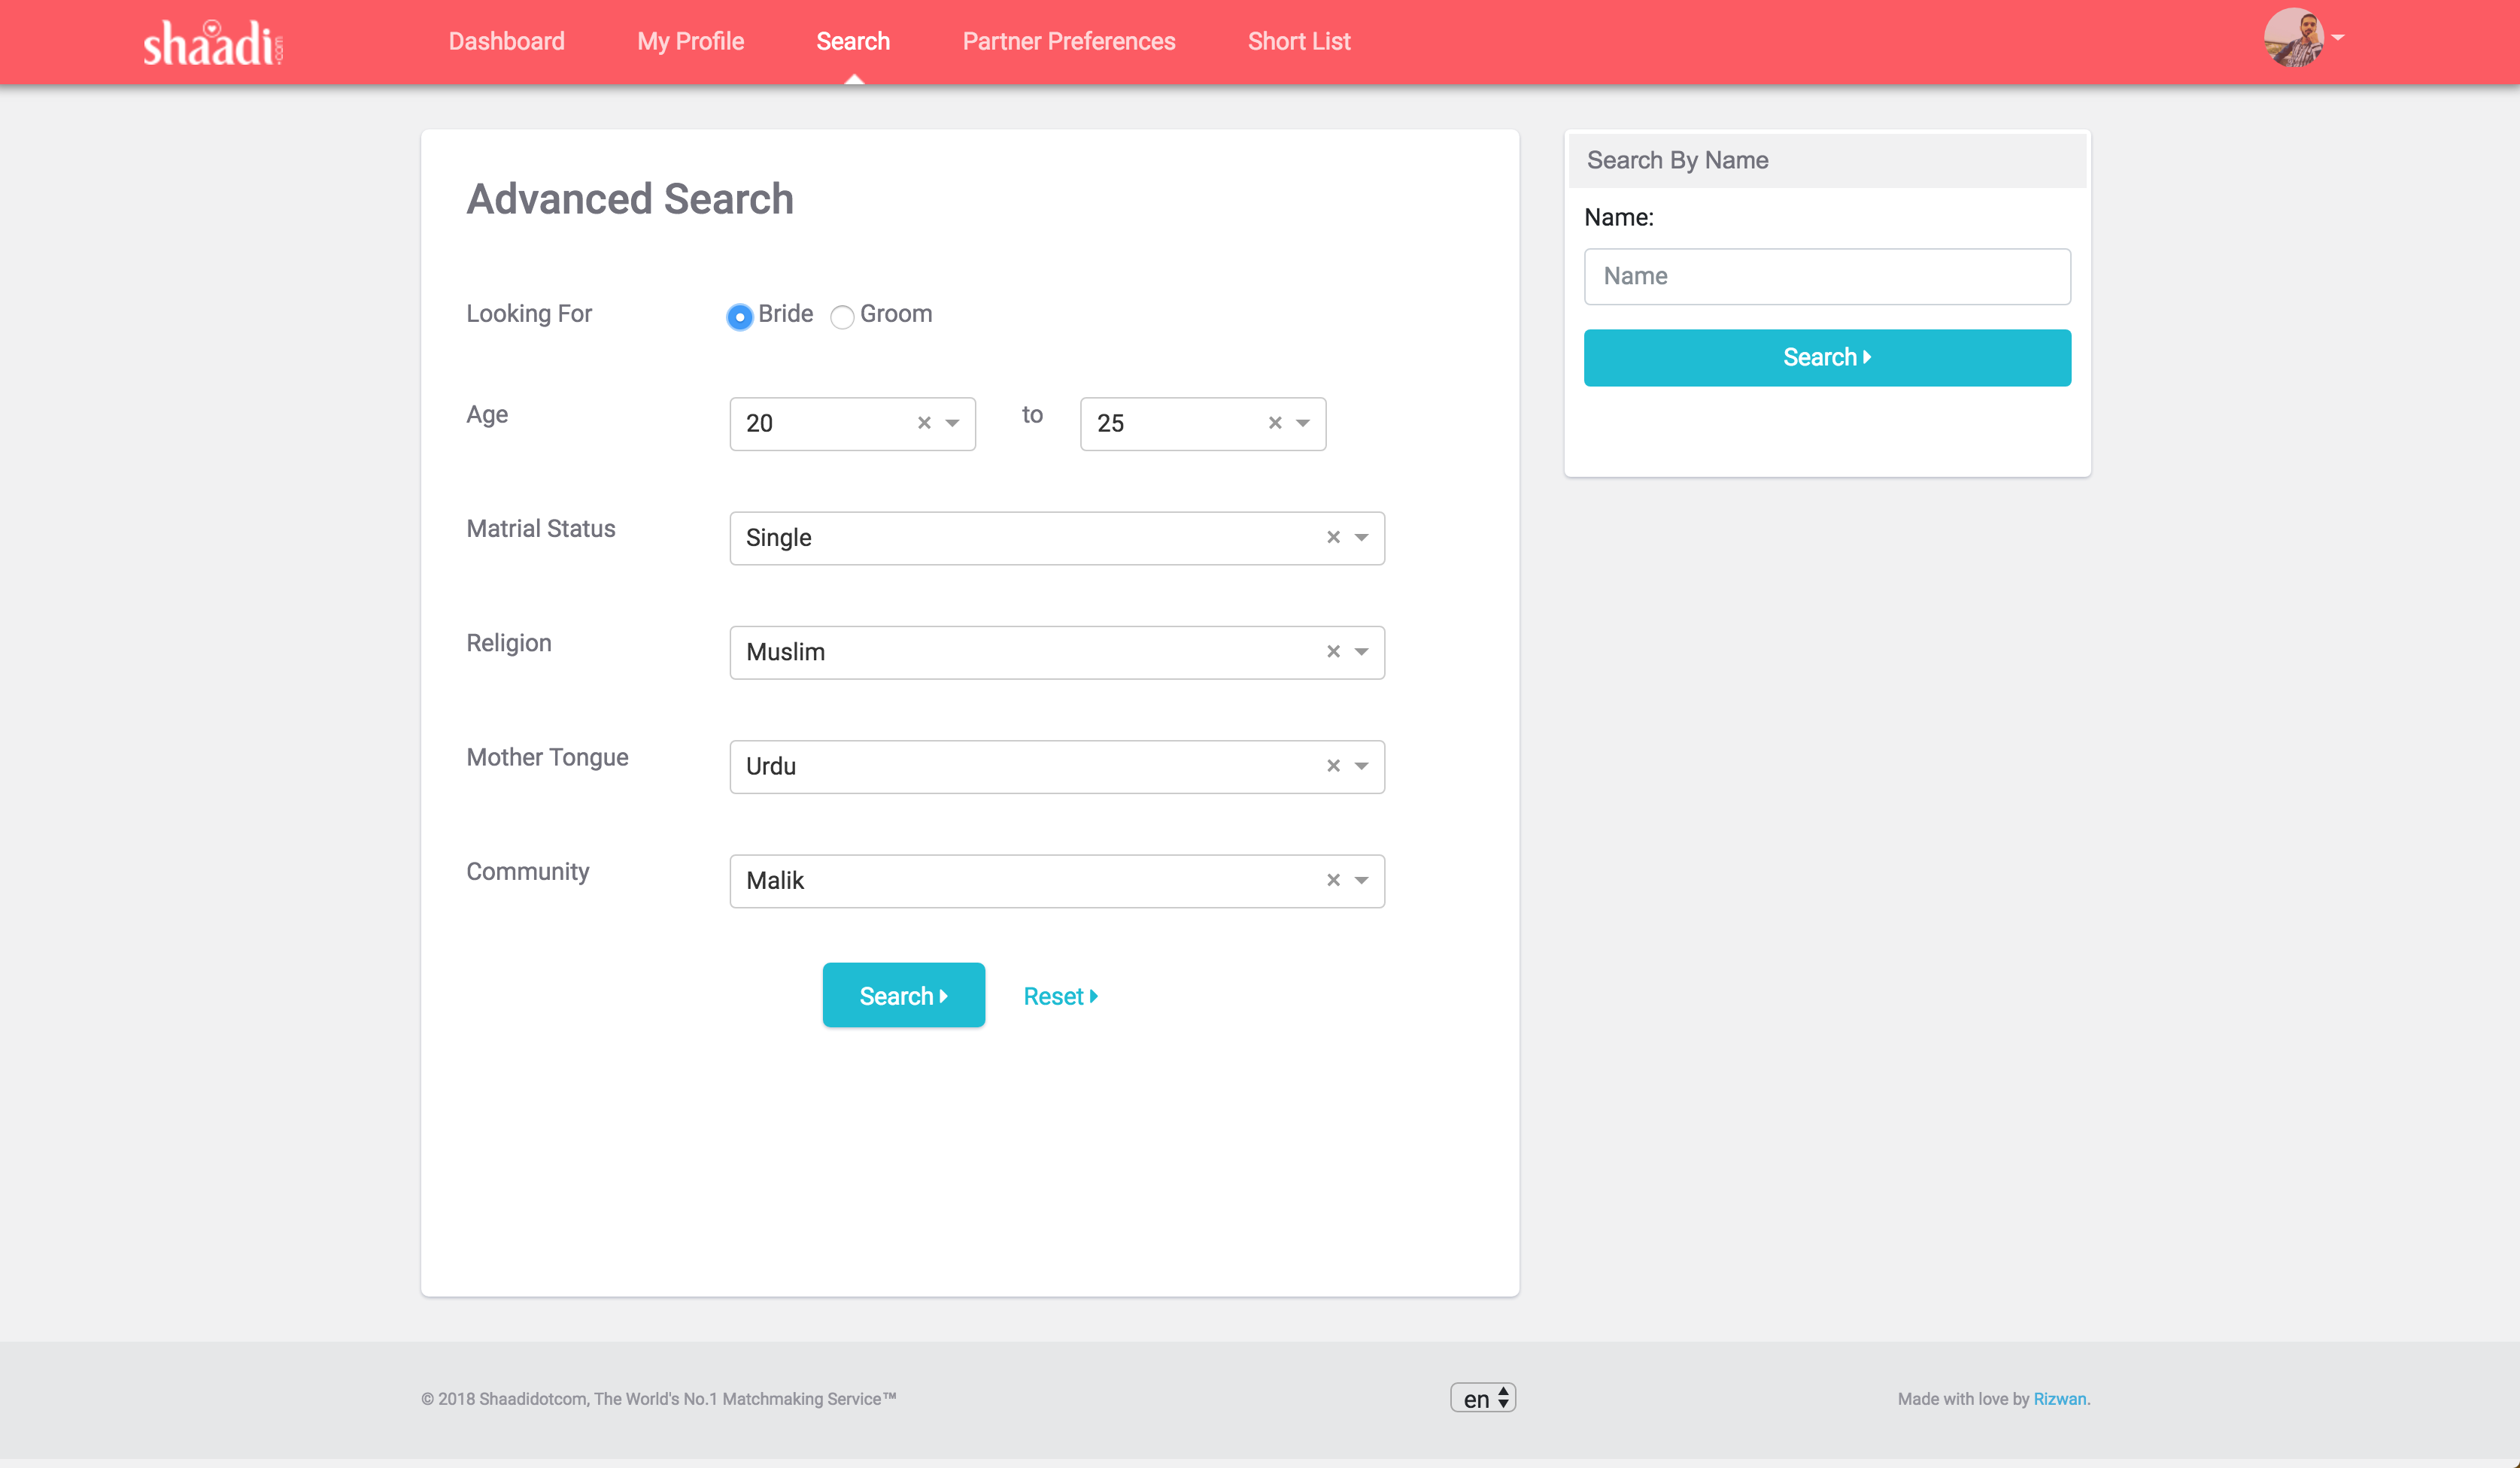 shaadi.com
Dashboard My Profile Search Partner Preferences Short List
Advanced Search
Looking For Bride Groom
Age 20 × to 25 ×
Matrial Status Single ×
Religion Muslim ×
Mother Tongue Urdu ×
Community Malik ×
Search Reset
Search By Name
Name:
Name
Search
© 2018 Shaadidotcom, The World's No.1 Matchmaking Service™ en Made with love by Rizwan.